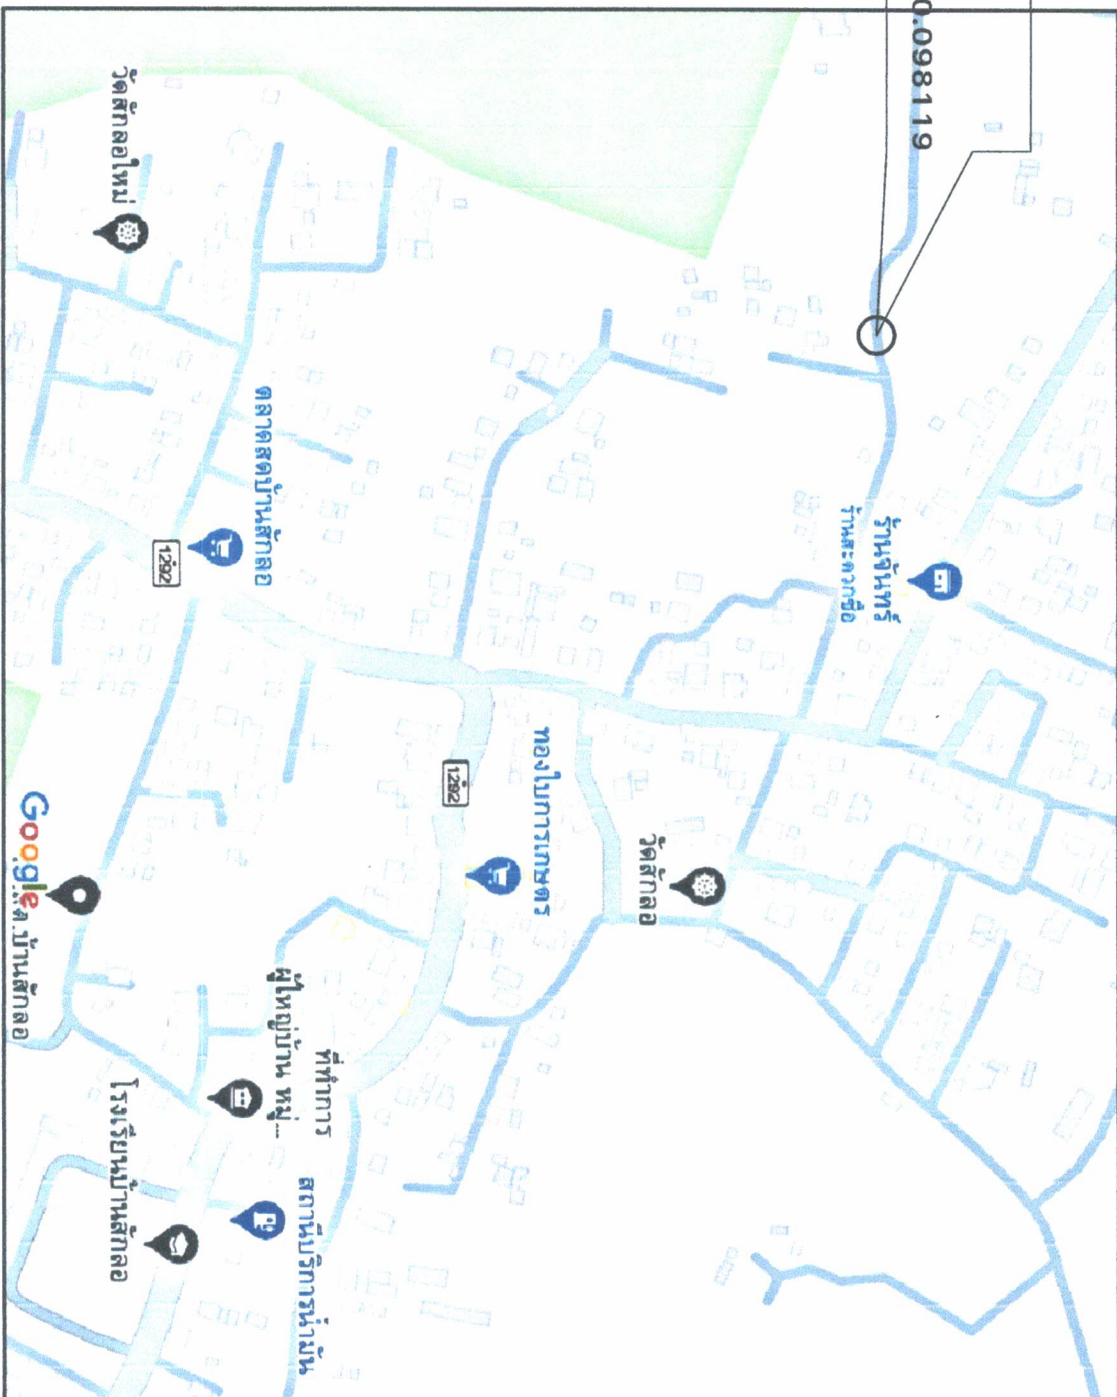 0.098119
ร้านจันทร์
ร้านสะดวกซื้อ
วัดสักลอ
ทองใบการเกษตร
1292
1292
ตลาดสดบ้านสักลอ
วัดสักลอใหม่
สถานีบริการน้ำมัน
ที่ทำการ
ผู้ใหญ่บ้าน หมู่...
โรงเรียนบ้านสักลอ
Google
บ้านสักลอ